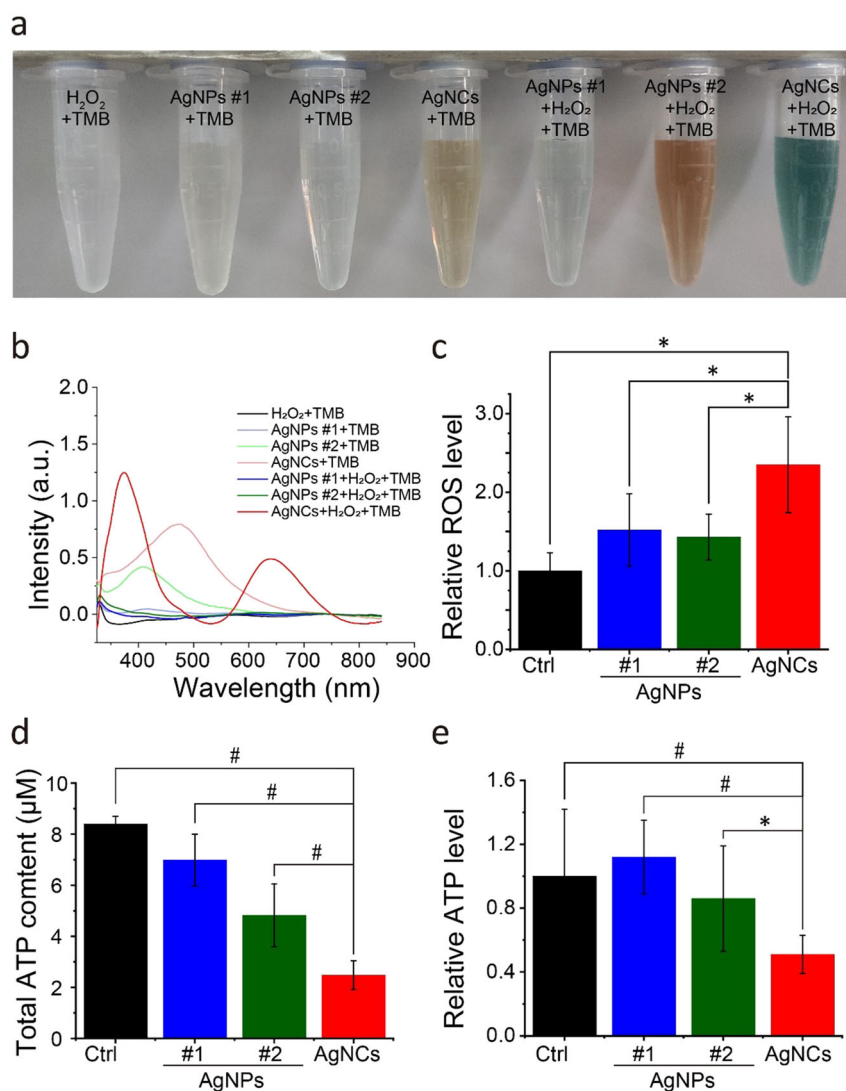 a
H₂O₂
+TMB
AgNPs #1
+TMB
AgNPs #2
+TMB
AgNCs
+TMB
AgNPs #1
+H₂O₂
+TMB
AgNPs #2
+H₂O₂
+TMB
AgNCs
+H₂O₂
+TMB
b
2.0
1.5
1.0
0.5
0.0
Intensity (a.u.)
H₂O₂+TMB
AgNPs #1+TMB
AgNPs #2+TMB
AgNCs+TMB
AgNPs #1+H₂O₂+TMB
AgNPs #2+H₂O₂+TMB
AgNCs+H₂O₂+TMB
400 500 600 700 800 900
Wavelength (nm)
c
*
*
*
3.0
2.0
1.0
0.0
Relative ROS level
Ctrl #1 #2 AgNCs
AgNPs
d
#
#
#
10
8
6
4
2
0
Total ATP comtent (μM)
Ctrl #1 #2 AgNCs
AgNPs
e
#
#
*
1.6
1.2
0.8
0.4
0.0
Relative ATP level
Ctrl #1 #2 AgNCs
AgNPs